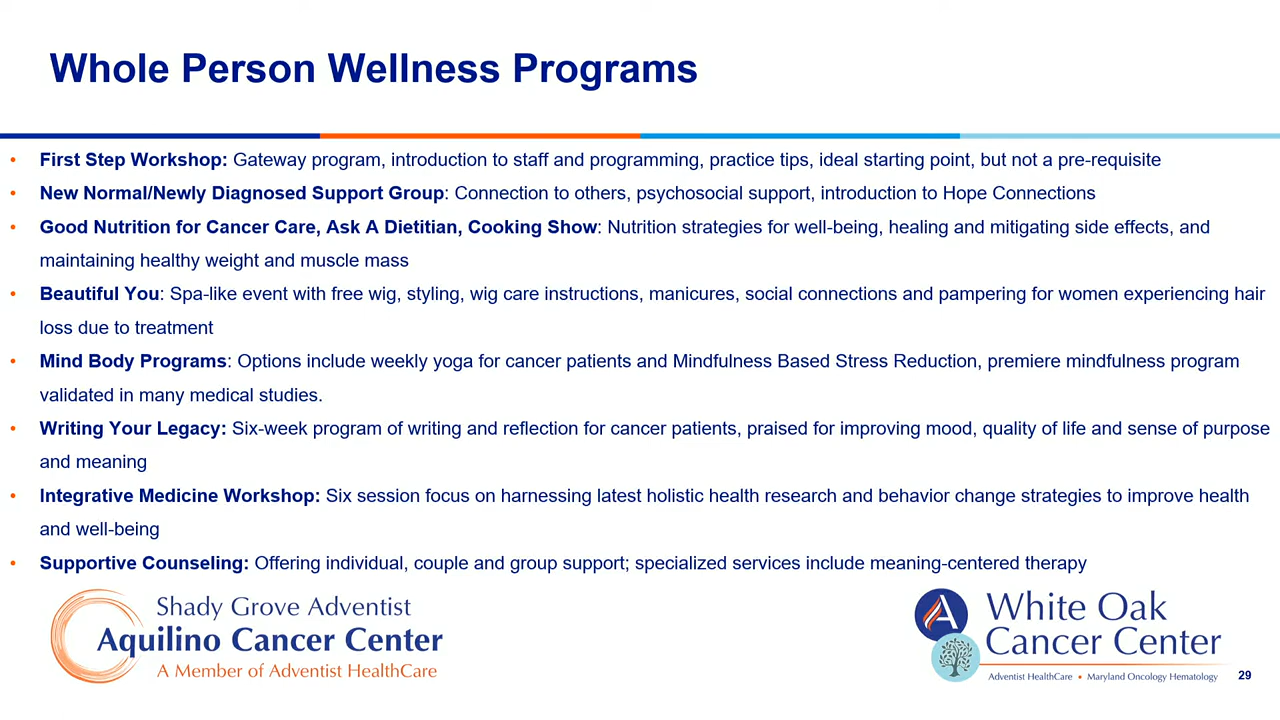 Whole Person Wellness Programs
• First Step Workshop: Gateway program, introduction to staff and programming, practice tips, ideal starting point, but not a pre-requisite
• New Normal/Newly Diagnosed Support Group: Connection to others, psychosocial support, introduction to Hope Connections
• Good Nutrition for Cancer Care, Ask A Dietitian, Cooking Show: Nutrition strategies for well-being, healing and mitigating side effects, and
maintaining healthy weight and muscle mass
• Beautiful You: Spa-like event with free wig, styling, wig care instructions, manicures, social connections and pampering for women experiencing hair
loss due to treatment
• Mind Body Programs: Options include weekly yoga for cancer patients and Mindfulness Based Stress Reduction, premiere mindfulness program
validated in many medical studies.
• Writing Your Legacy: Six-week program of writing and reflection for cancer patients, praised for improving mood, quality of life and sense of purpose
and meaning
• Integrative Medicine Workshop: Six session focus on harnessing latest holistic health research and behavior change strategies to improve health
and well-being
• Supportive Counseling: Offering individual, couple and group support; specialized services include meaning-centered therapy
Shady Grove Adventist
Aquilino Cancer Center
A Member of Adventist HealthCare
White Oak
Cancer Center
Adventist HealthCare • Maryland Oncology Hematology
29